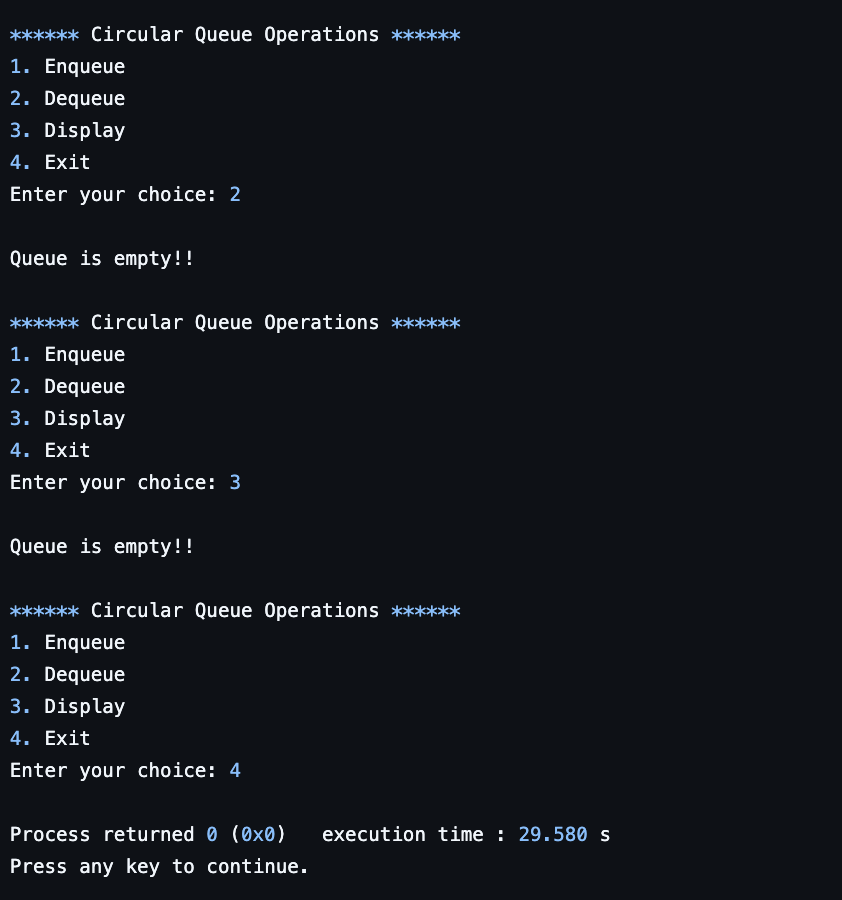 ****** Circular Queue Operations ******
1. Enqueue
2. Dequeue
3. Display
4. Exit
Enter your choice: 2
Queue is empty!!
****** Circular Queue Operations ******
1. Enqueue
2. Dequeue
3. Display
4. Exit
Enter your choice: 3
Queue is empty!!
****** Circular Queue Operations ******
1. Enqueue
2. Dequeue
3. Display
4. Exit
Enter your choice: 4
Process returned 0 (0x0)   execution time : 29.580 s
Press any key to continue.